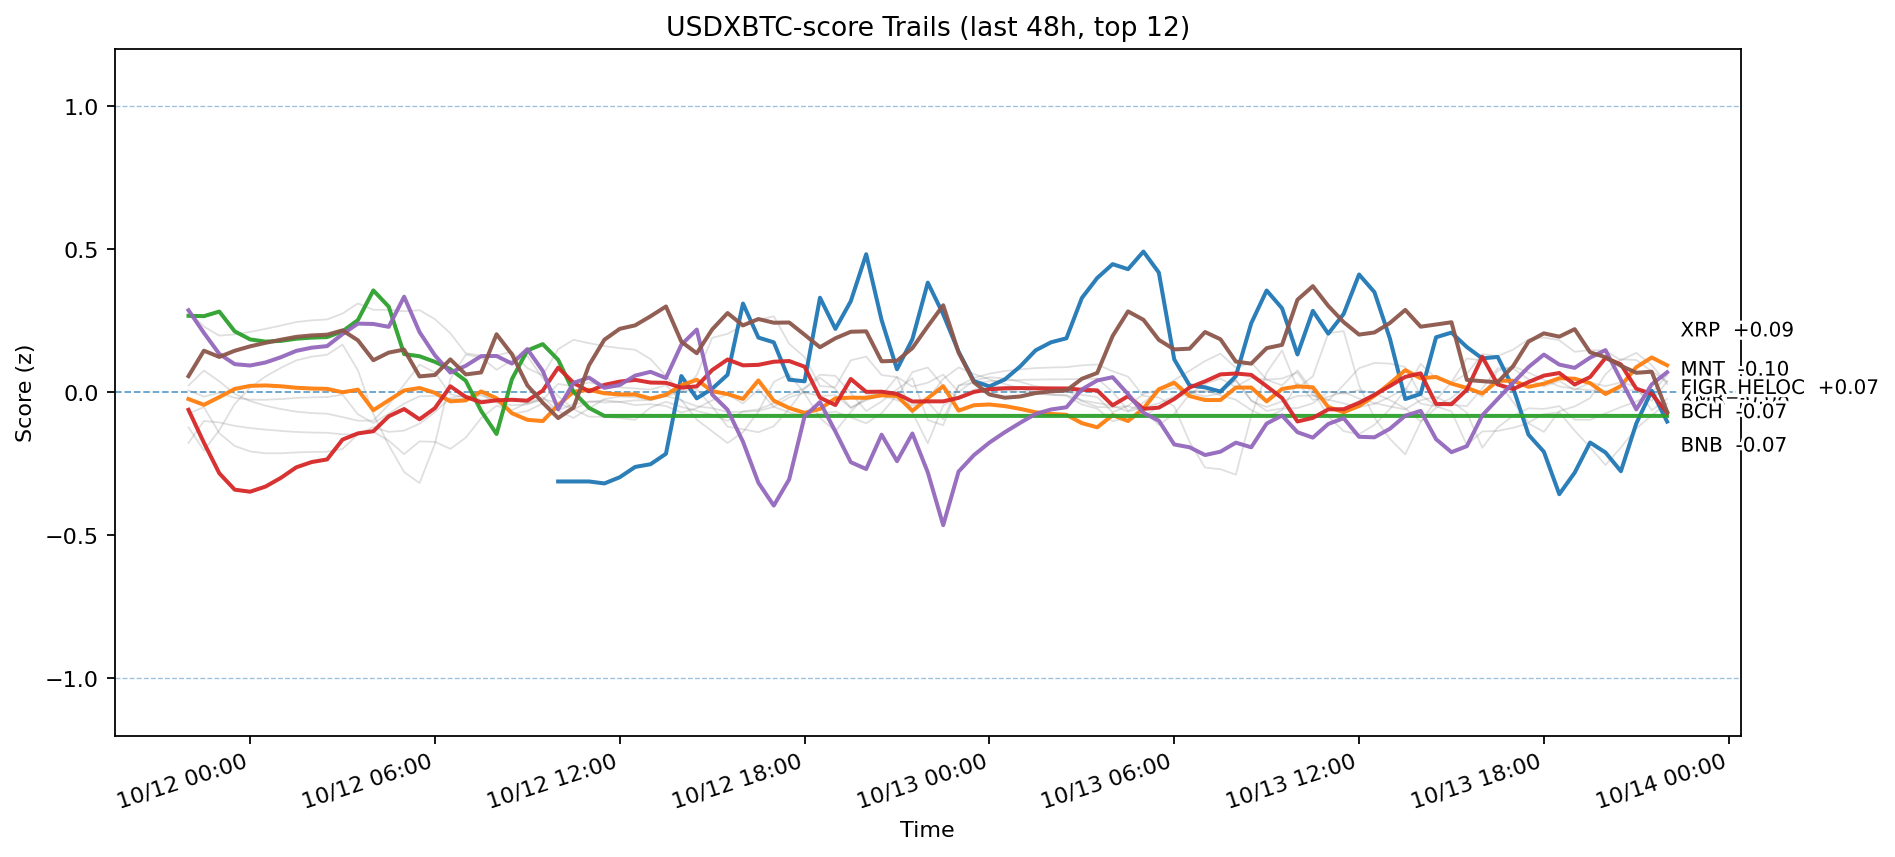 USDXBTC-score Trails (last 48h, top 12)
Score (z)
1.0
0.5
0.0
−0.5
−1.0
XRP +0.09
MNT -0.10
FIGR_HELOC +0.07
BCH -0.07
BNB -0.07
10/12 00:00
10/12 06:00
10/12 12:00
10/12 18:00
10/13 00:00
10/13 06:00
10/13 12:00
10/13 18:00
10/14 00:00
Time